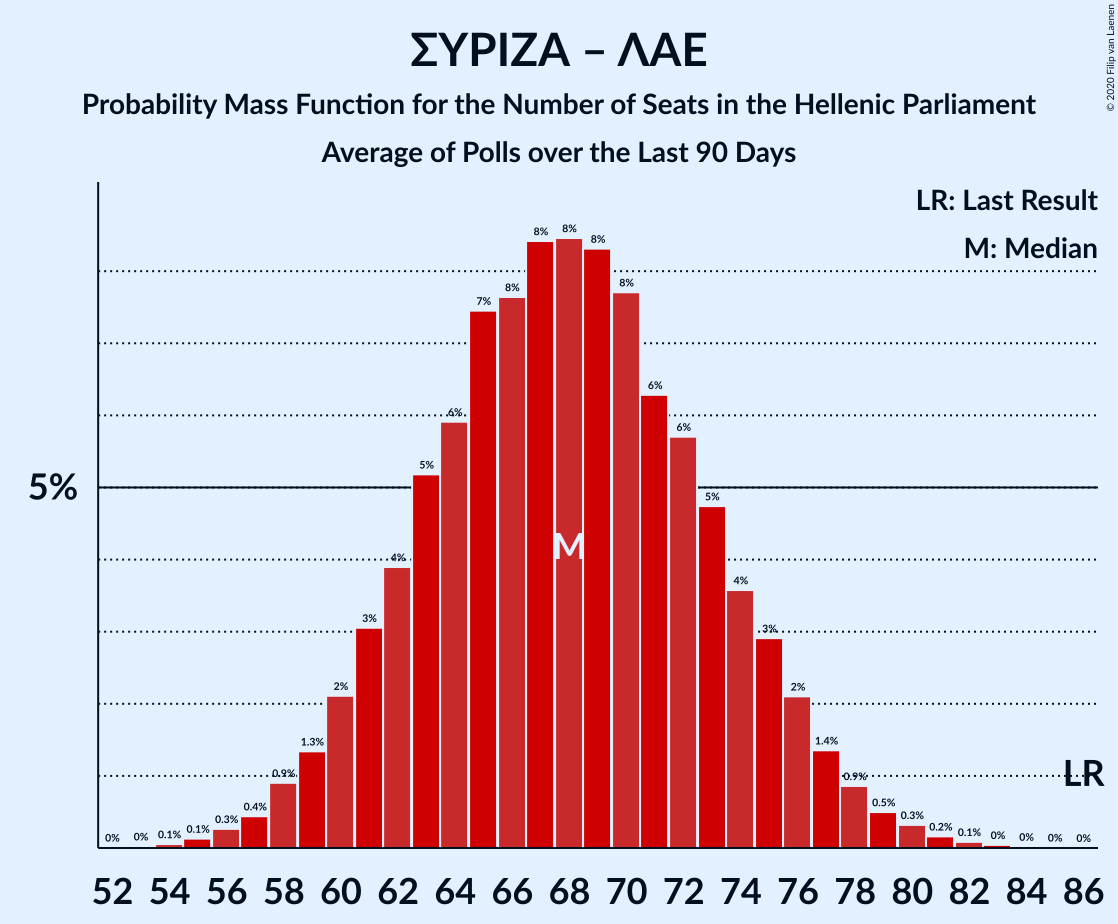 ΣΥΡΙΖΑ – ΛΑΕ
Probability Mass Function for the Number of Seats in the Hellenic Parliament
Average of Polls over the Last 90 Days
© 2020 Filip van Laenen
LR: Last Result
M: Median
5%
0% 0% 0.1% 0.1% 0.3% 0.4% 0.9% 1.3% 2% 3% 4% 5% 6% 7% 8% 8% 8% 8% 8% 6% 6% 5% 4% 3% 2% 1.4% 0.9% 0.5% 0.3% 0.2% 0.1% 0% 0% 0% 0%
M
LR
52 54 56 58 60 62 64 66 68 70 72 74 76 78 80 82 84 86